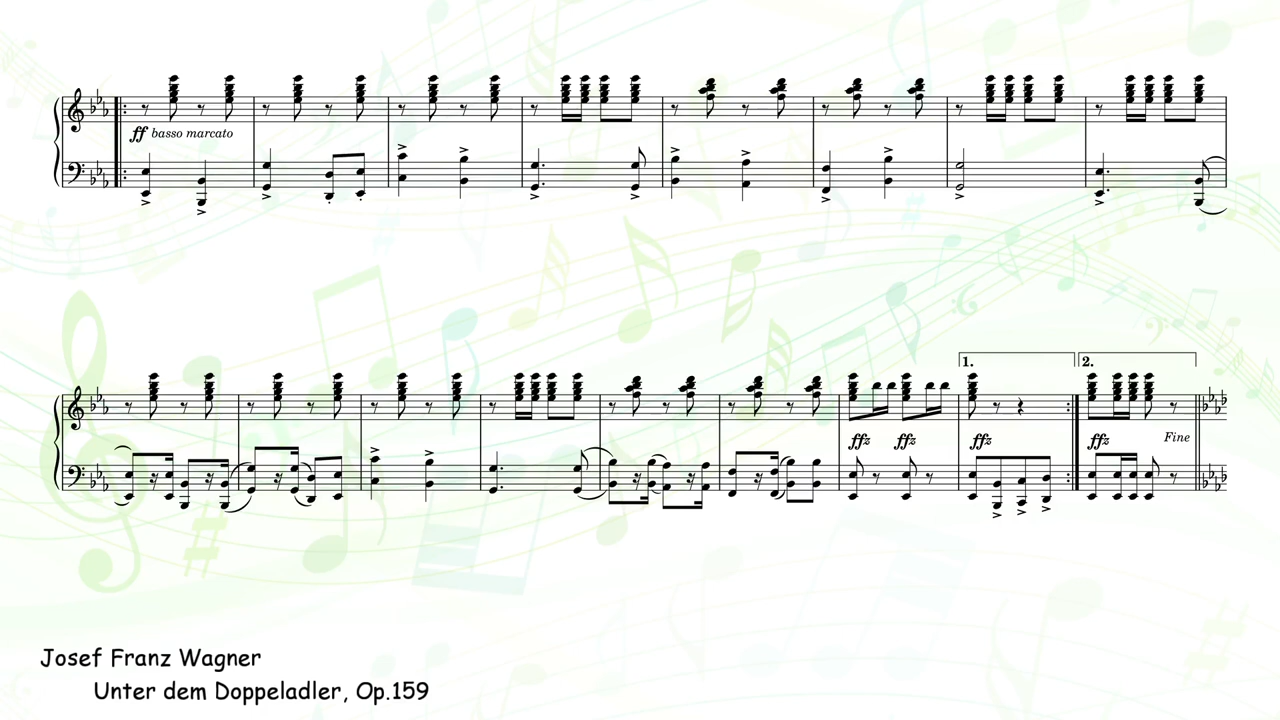 ff basso marcato
1.
2.
ffz ffz ffz ffz Fine
Josef Franz Wagner
Unter dem Doppeladler, Op.159